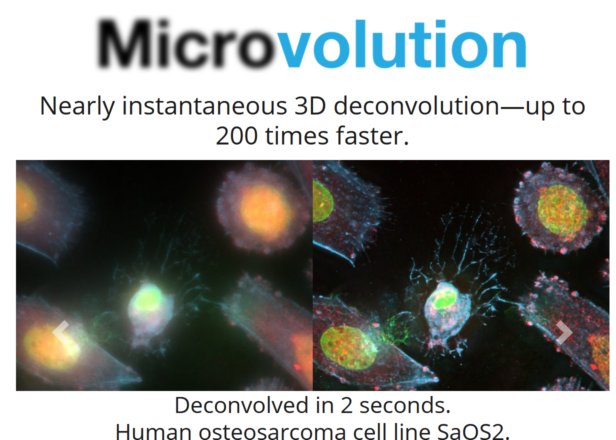 Microvolution
Nearly instantaneous 3D deconvolution—up to
200 times faster.
Deconvolved in 2 seconds.
Human osteosarcoma cell line SaOS2.